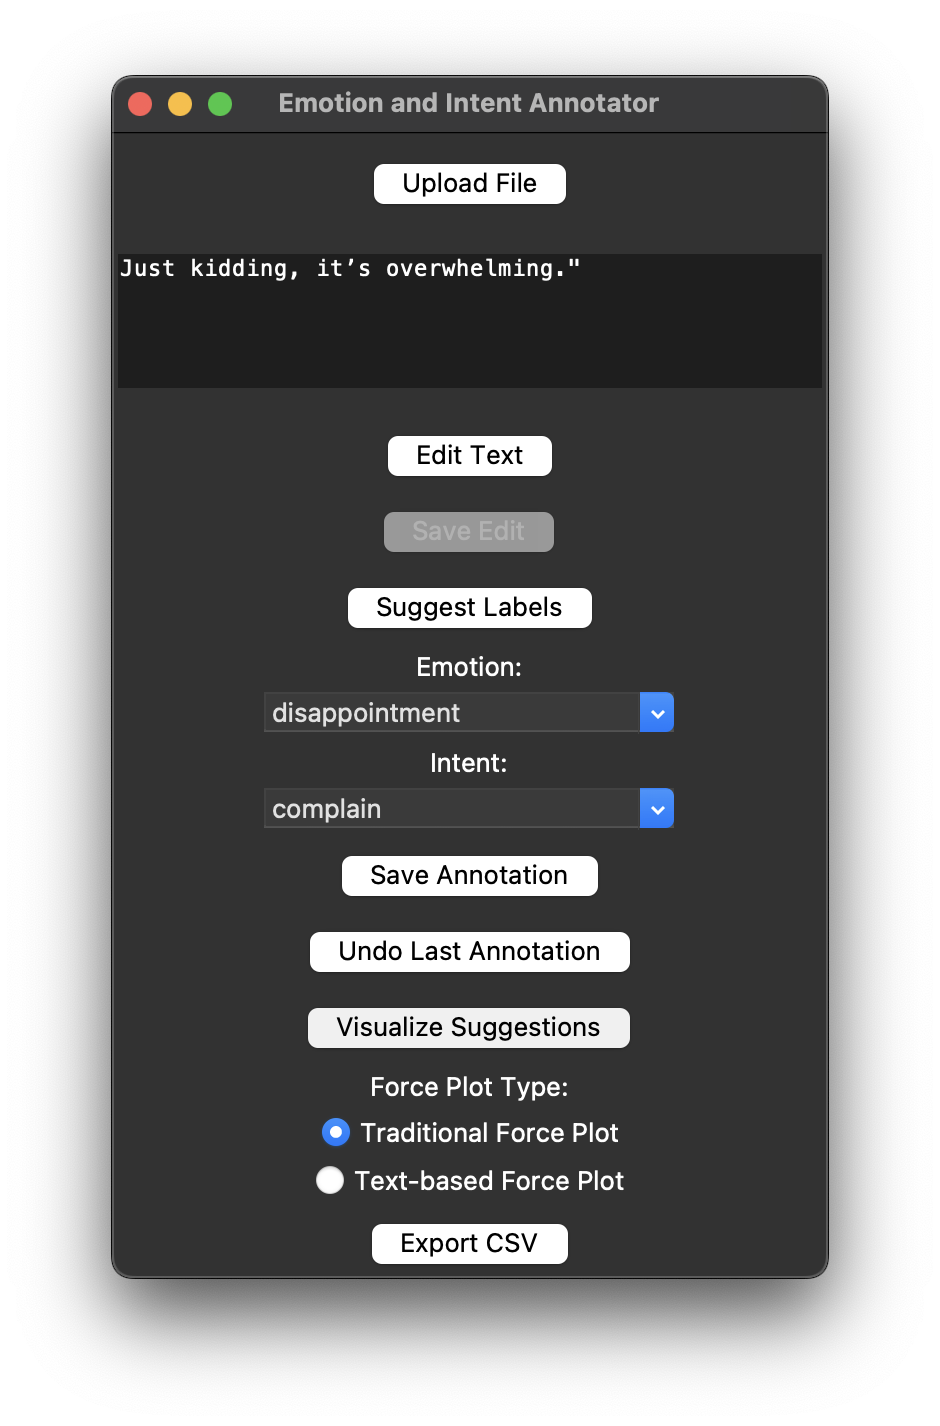 Emotion and Intent Annotator
Upload File
Just kidding, it’s overwhelming."
Edit Text
Save Edit
Suggest Labels
Emotion:
disappointment
Intent:
complain
Save Annotation
Undo Last Annotation
Visualize Suggestions
Force Plot Type:
Traditional Force Plot
Text-based Force Plot
Export CSV